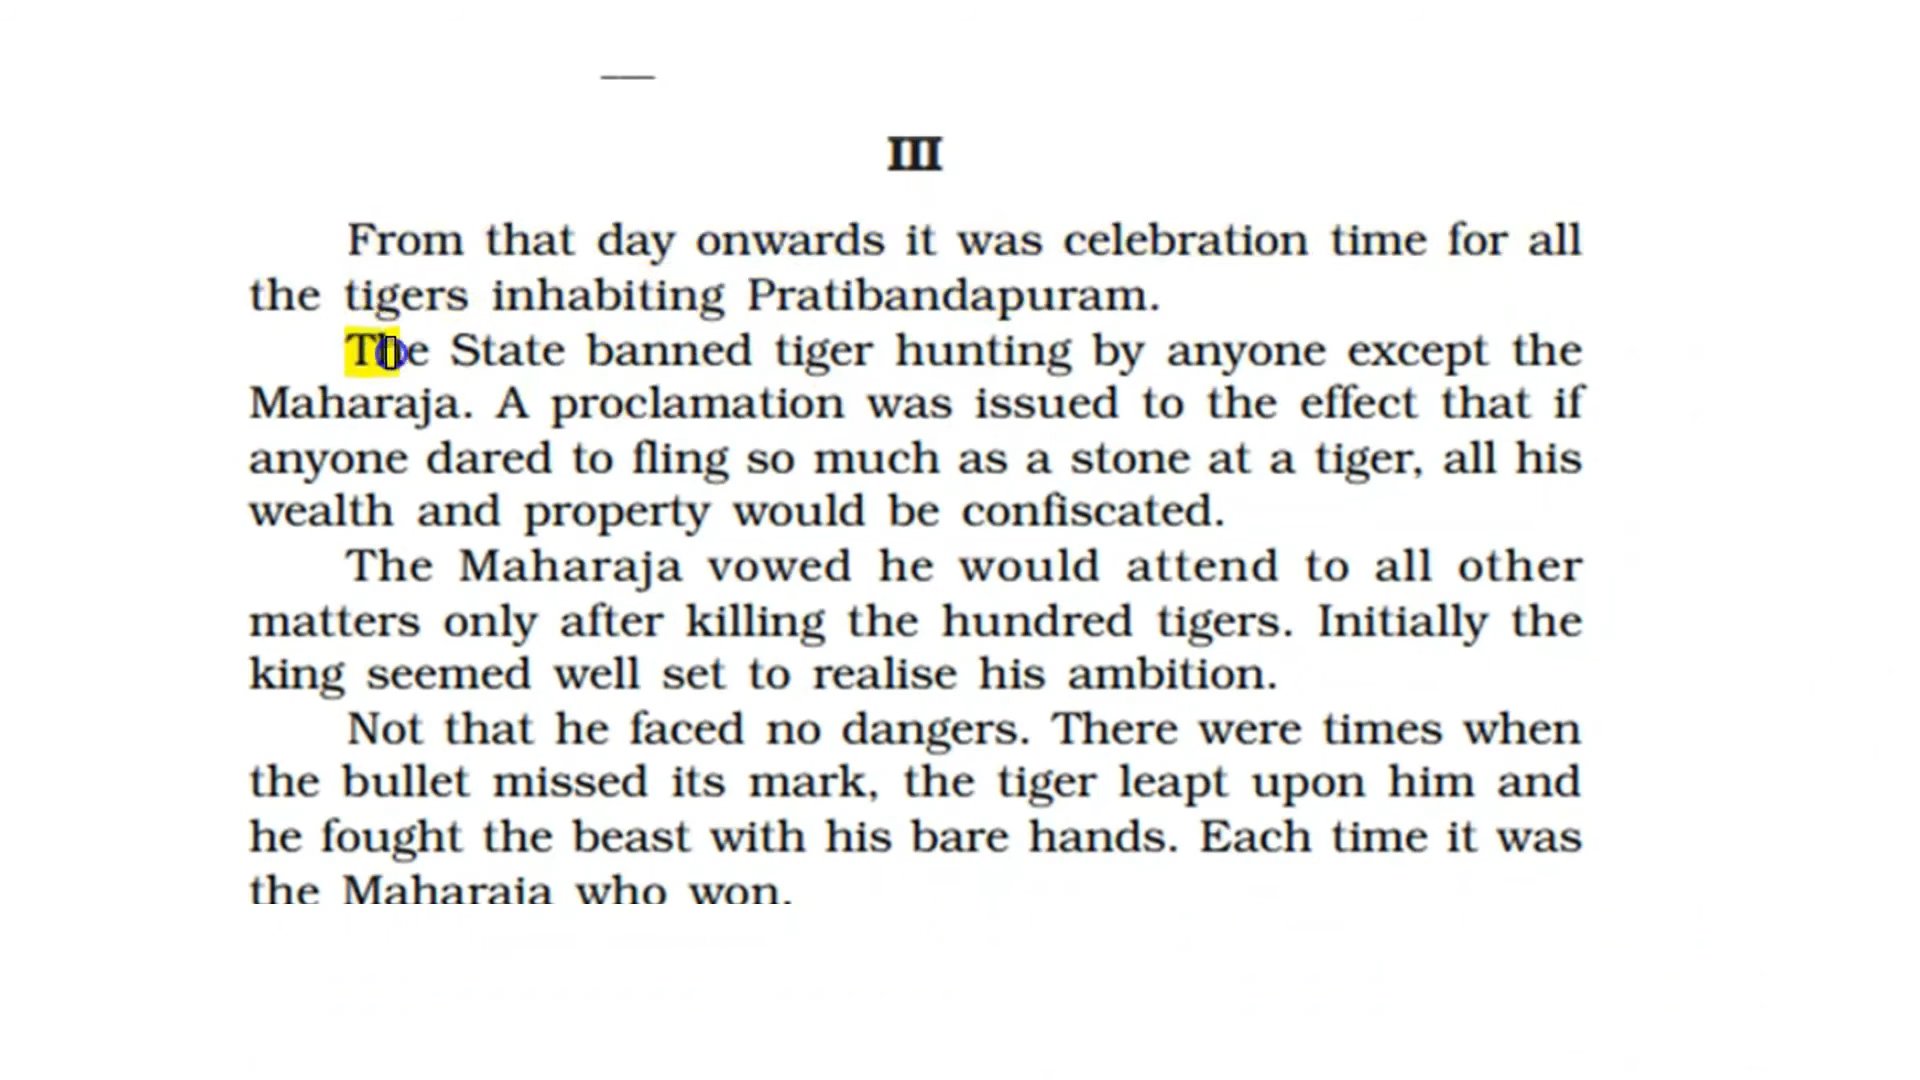 III
From that day onwards it was celebration time for all
the tigers inhabiting Pratibandapuram.
The State banned tiger hunting by anyone except the
Maharaja. A proclamation was issued to the effect that if
anyone dared to fling so much as a stone at a tiger, all his
wealth and property would be confiscated.
The Maharaja vowed he would attend to all other
matters only after killing the hundred tigers. Initially the
king seemed well set to realise his ambition.
Not that he faced no dangers. There were times when
the bullet missed its mark, the tiger leapt upon him and
he fought the beast with his bare hands. Each time it was
the Maharaja who won.